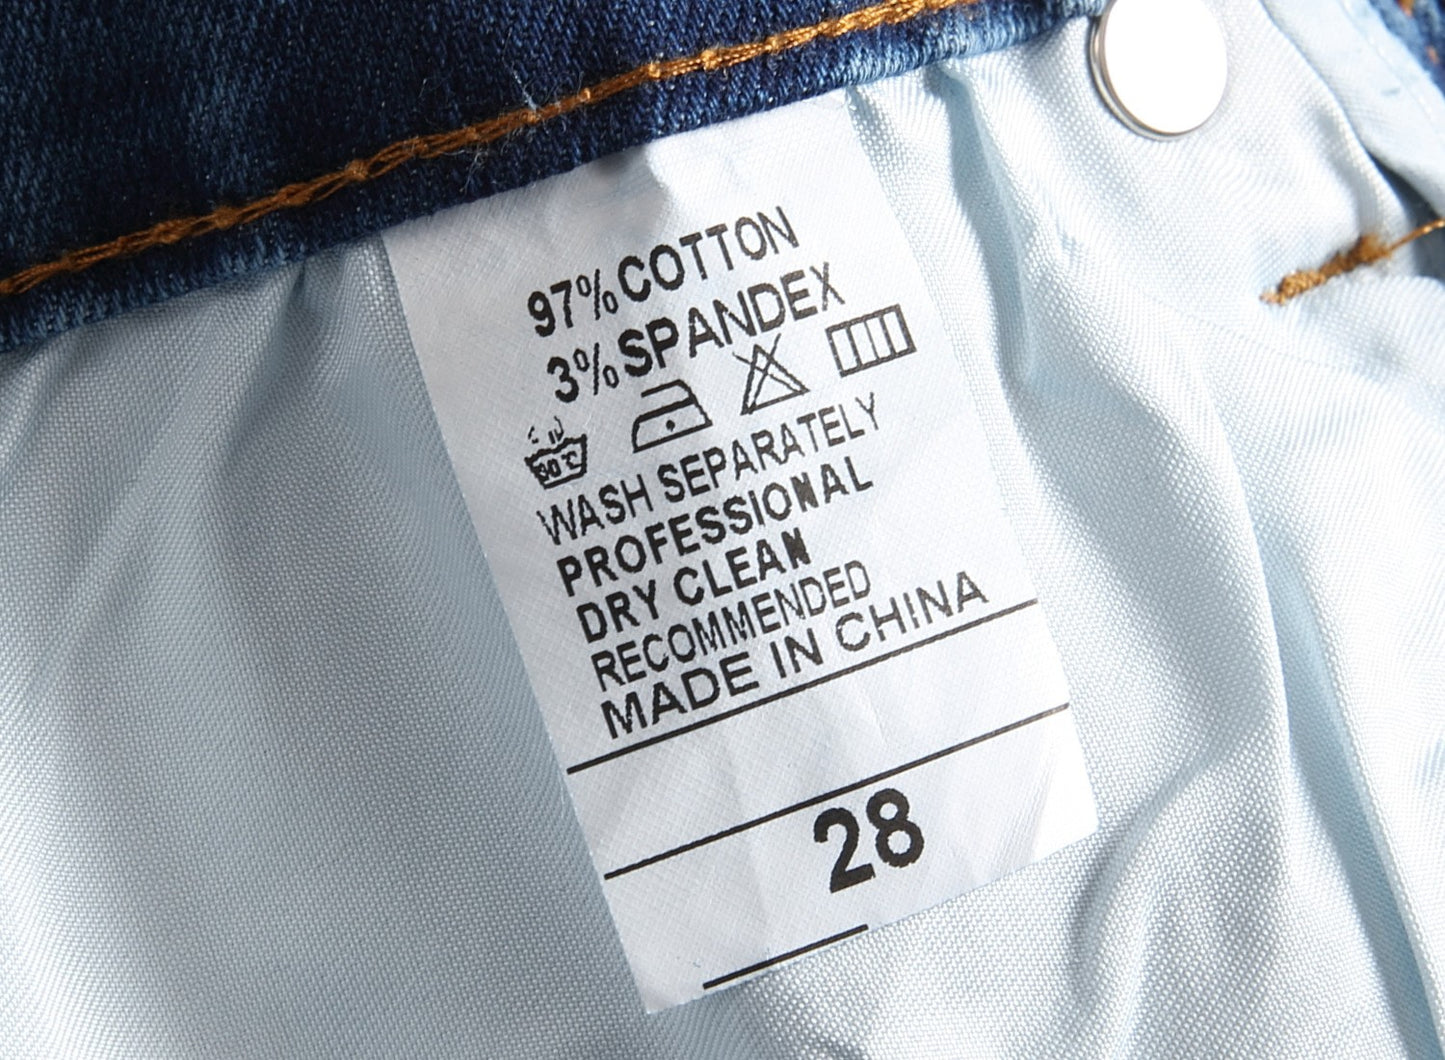 97%COTTON
3%SPANDEX
30℃
WASH SEPARATELY
PROFESSIONAL
DRY CLEAN
RECOMMENDED
MADE IN CHINA
28